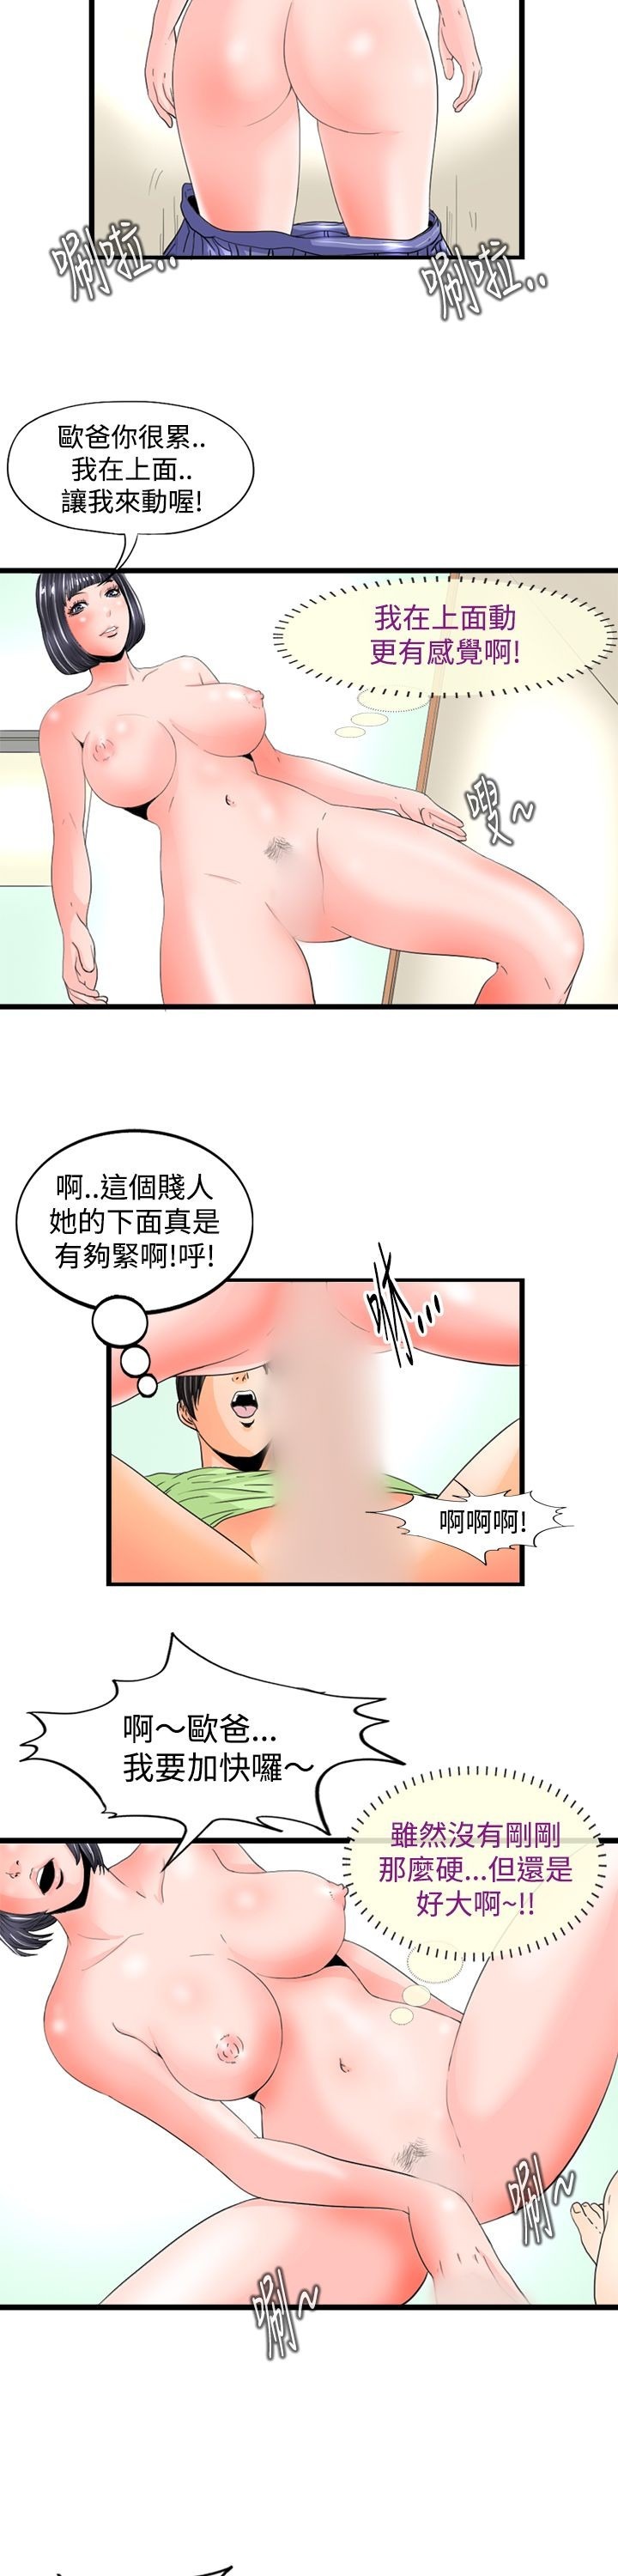 唰啦..
唰啦..
歐爸你很累..
我在上面..
讓我來動喔!
我在上面動
更有感覺啊!
嗖~
啊..這個賤人
她的下面真是
有夠緊啊!呼!
咻...
啊啊啊!
啊～歐爸...
我要加快囉～
雖然沒有剛剛
那麼硬...但還是
好大啊~!!
唰~
唰~